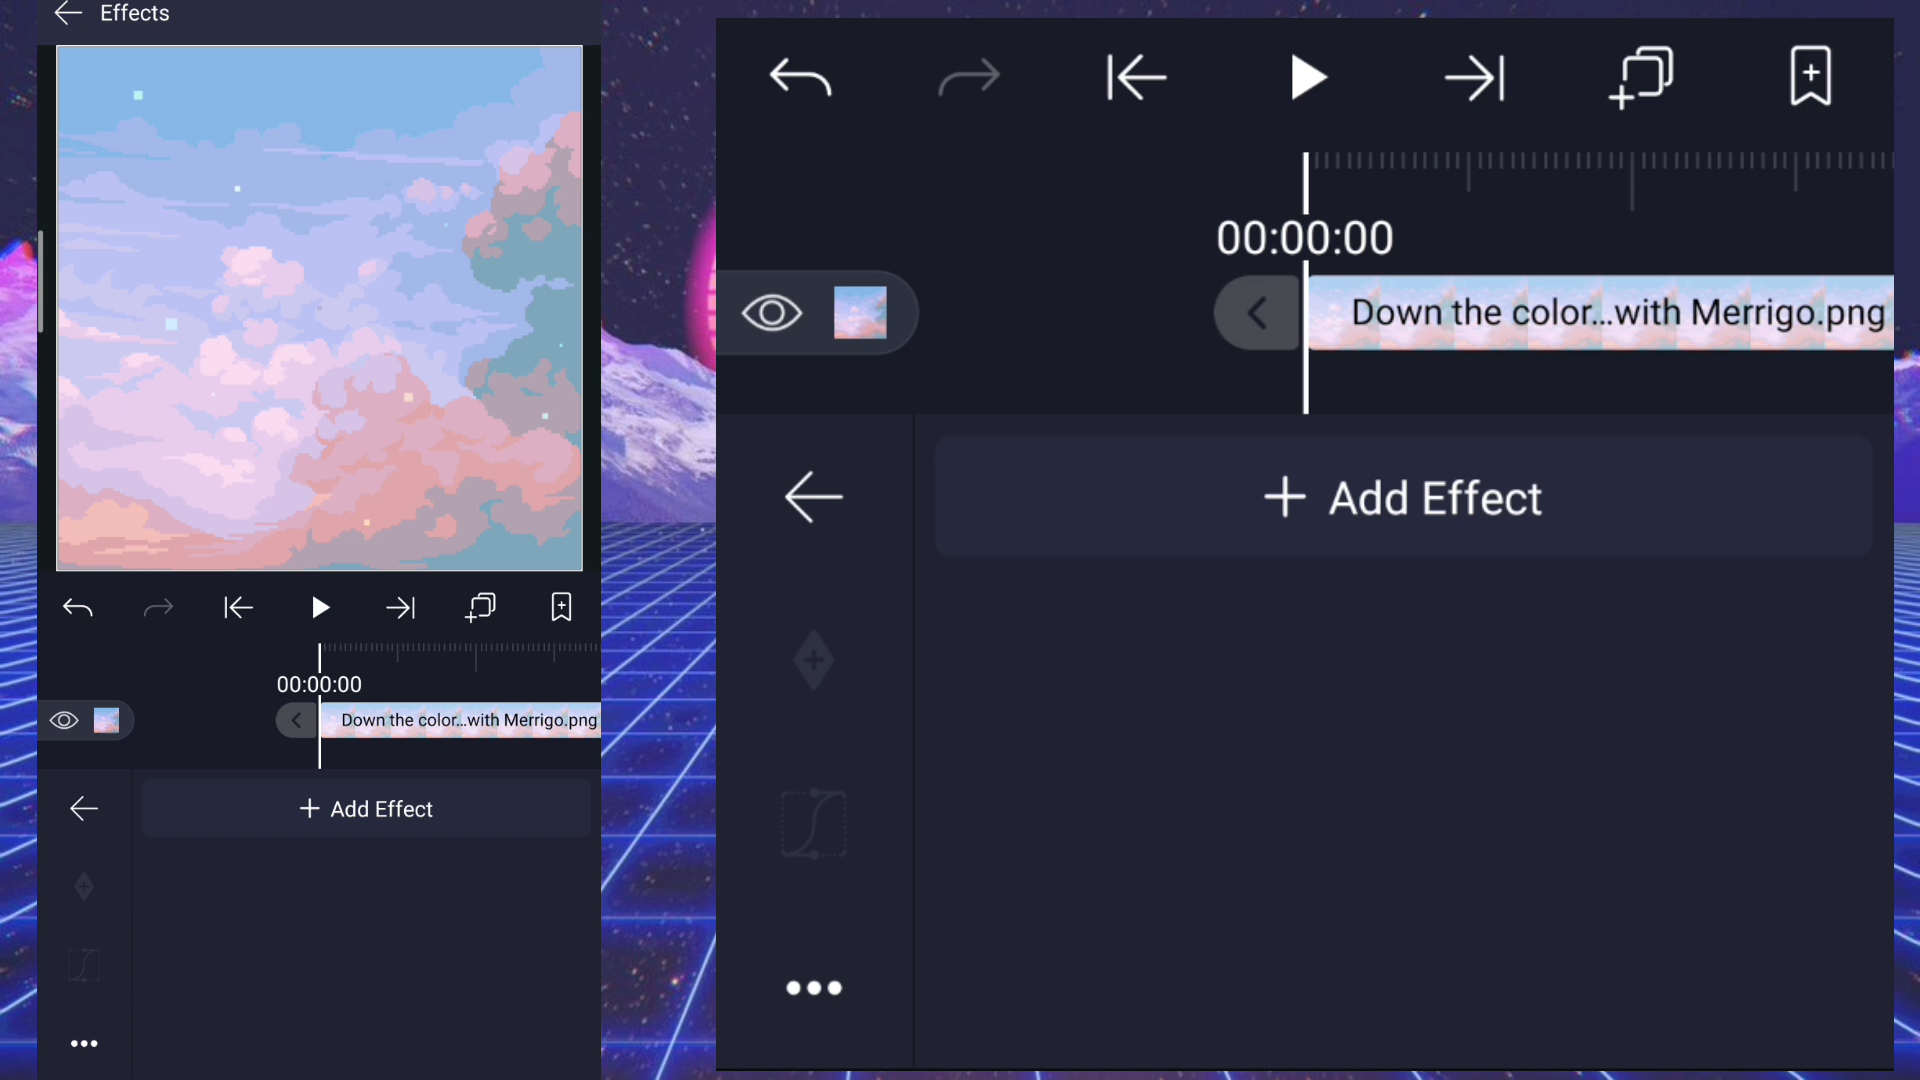 Effects
00:00:00
Down the color...with Merrigo.png
+ Add Effect
00:00:00
Down the color...with Merrigo.png
+ Add Effect